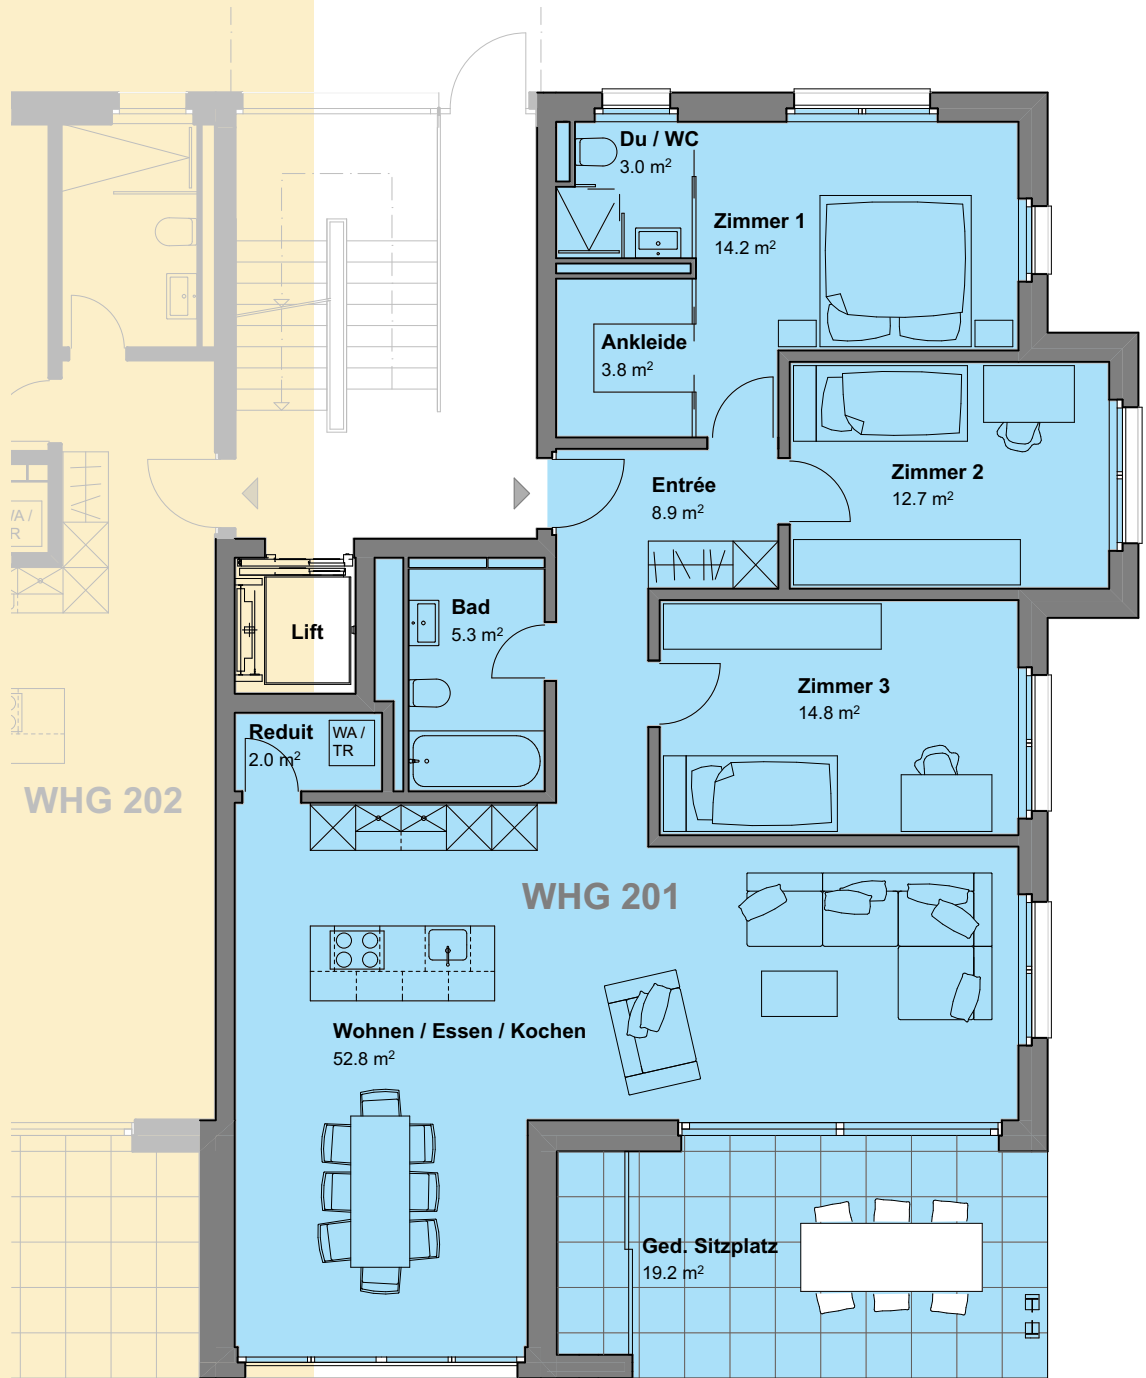 Du / WC
3.0 m²
Zimmer 1
14.2 m²
Ankleide
3.8 m²
Zimmer 2
12.7 m²
Entrée
8.9 m²
WA /
R
Bad
5.3 m²
Lift
Zimmer 3
14.8 m²
Reduit
2.0 m²
WA /
TR
WHG 202
WHG 201
Wohnen / Essen / Kochen
52.8 m²
Ged. Sitzplatz
19.2 m²